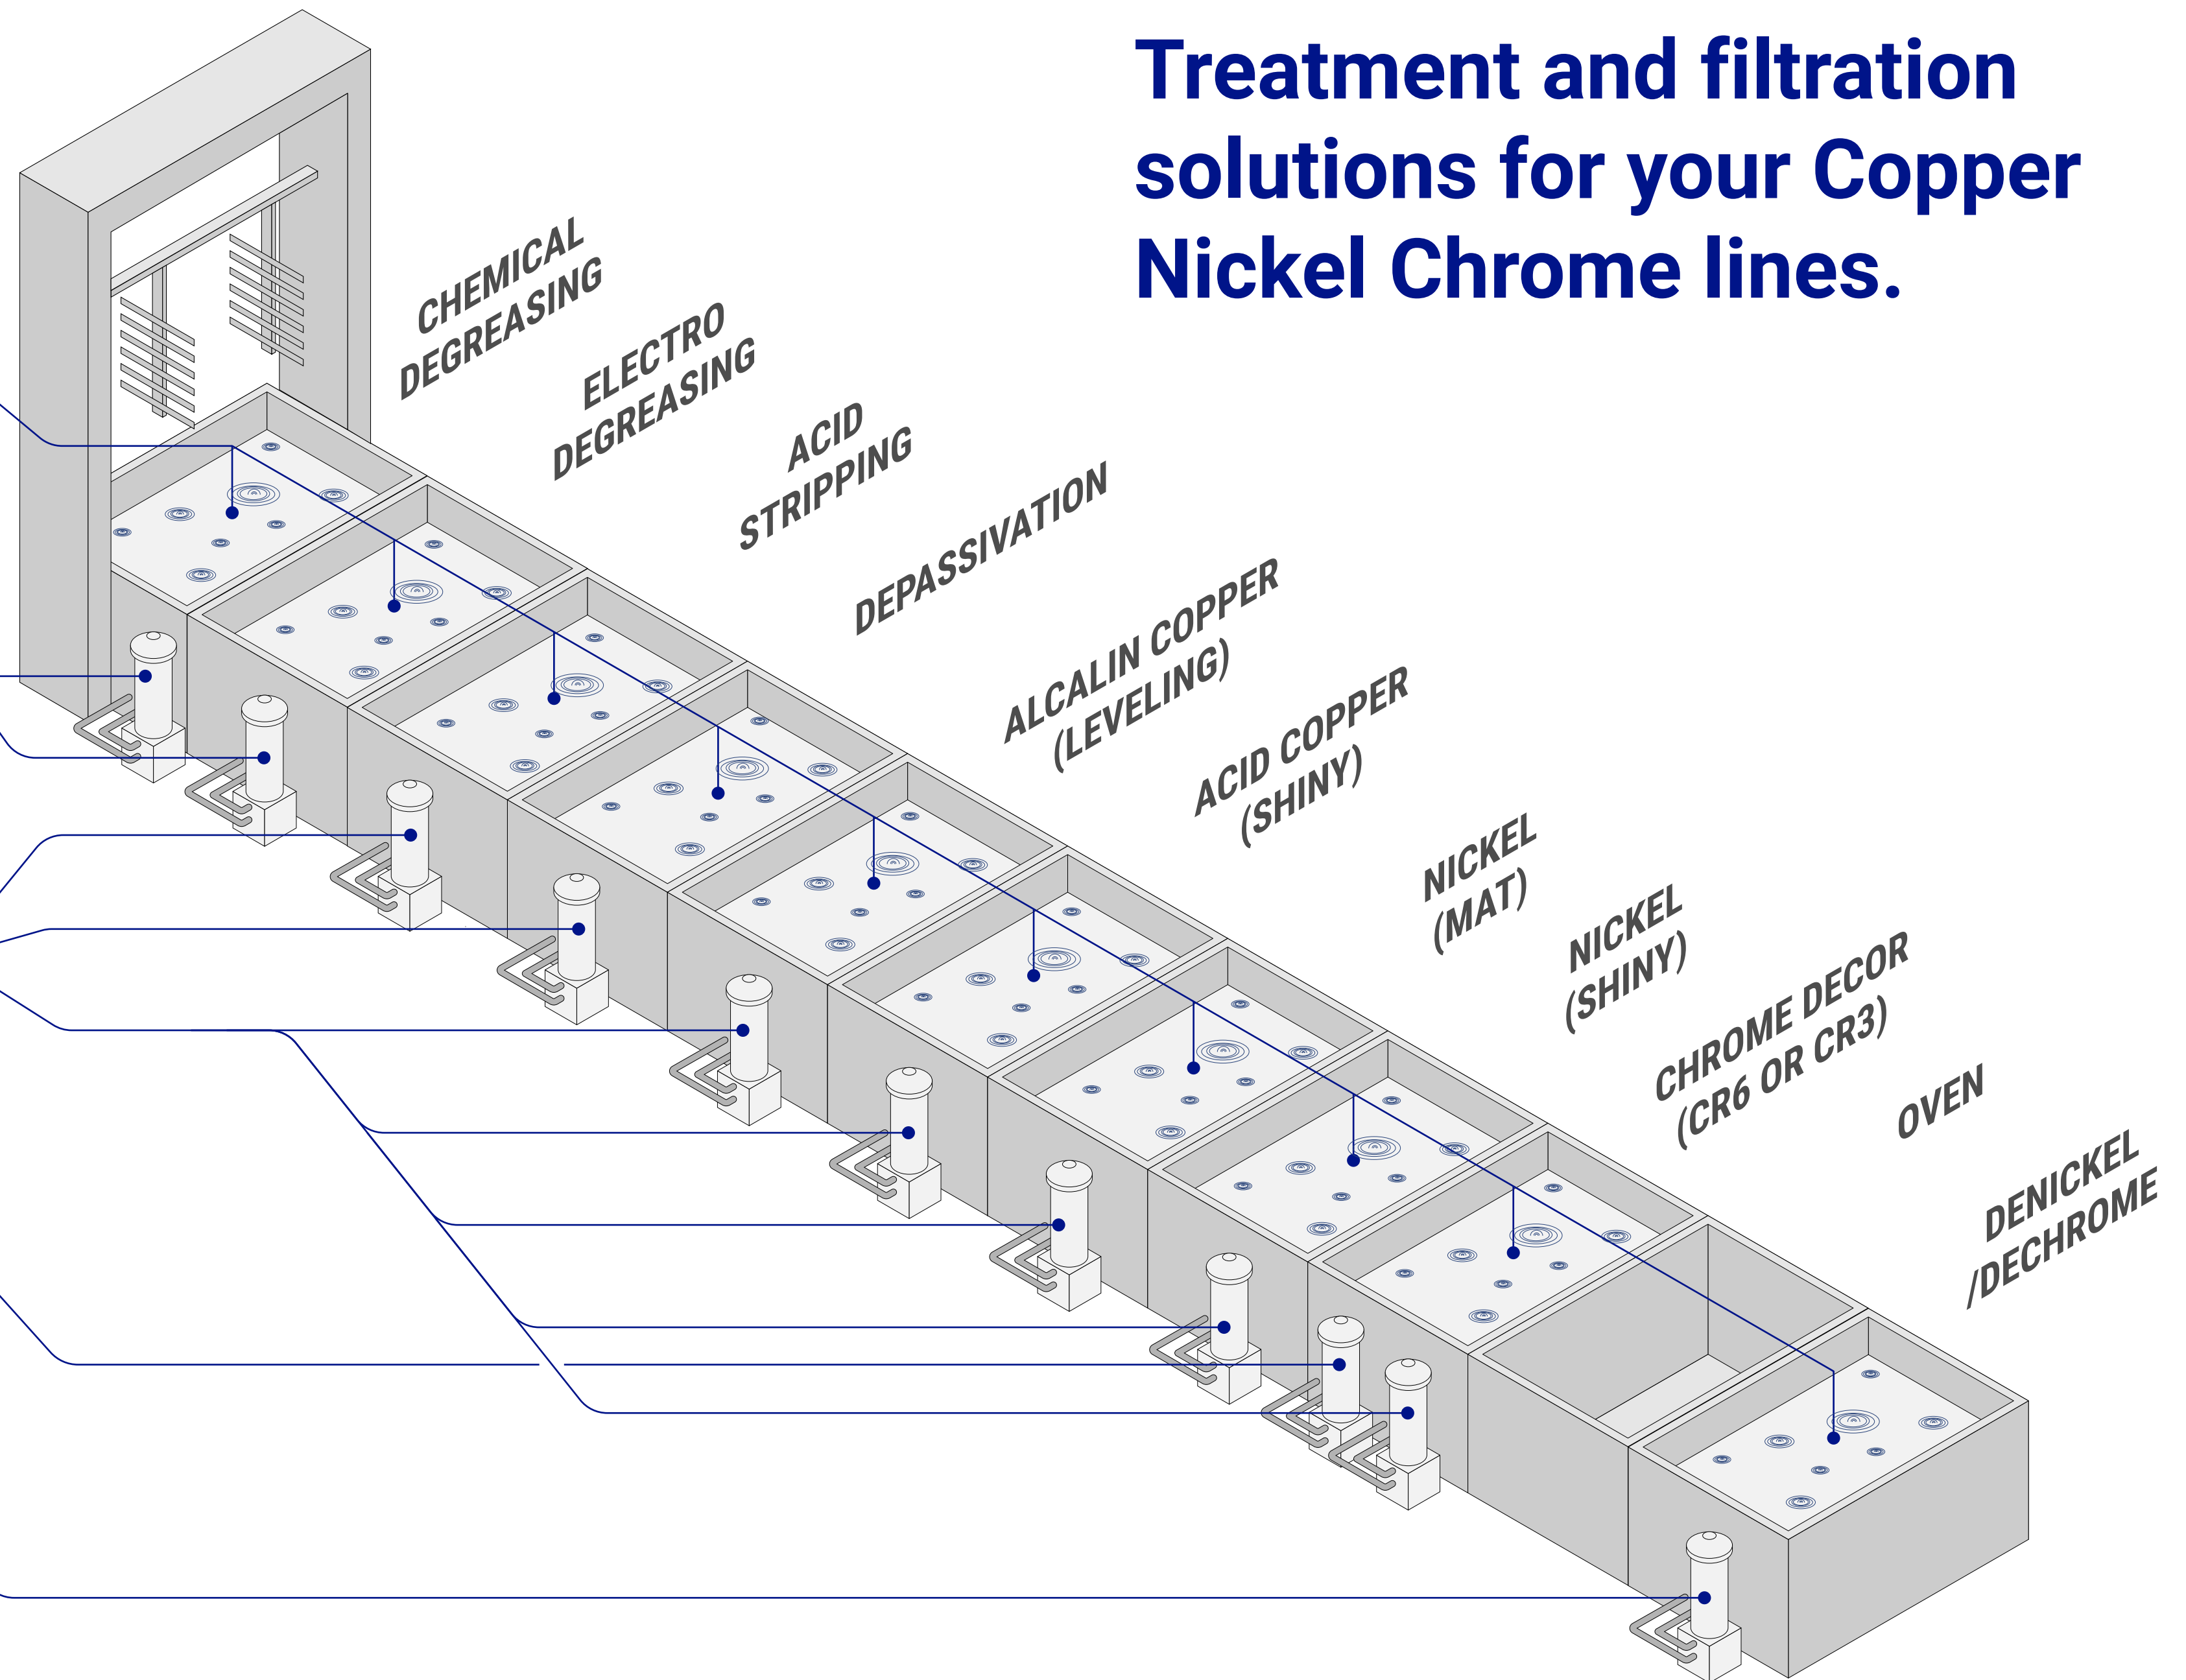 Treatment and filtration
solutions for your Copper
Nickel Chrome lines.
CHEMICAL
DEGREASING
ELECTRO
DEGREASING
ACID
STRIPPING
DEPASSIVATION
ALCALIN COPPER
(LEVELING)
ACID COPPER
(SHINY)
NICKEL
(MAT)
NICKEL
(SHINY)
CHROME DECOR
(CR6 OR CR3)
OVEN
DENICKEL
/DECHROME